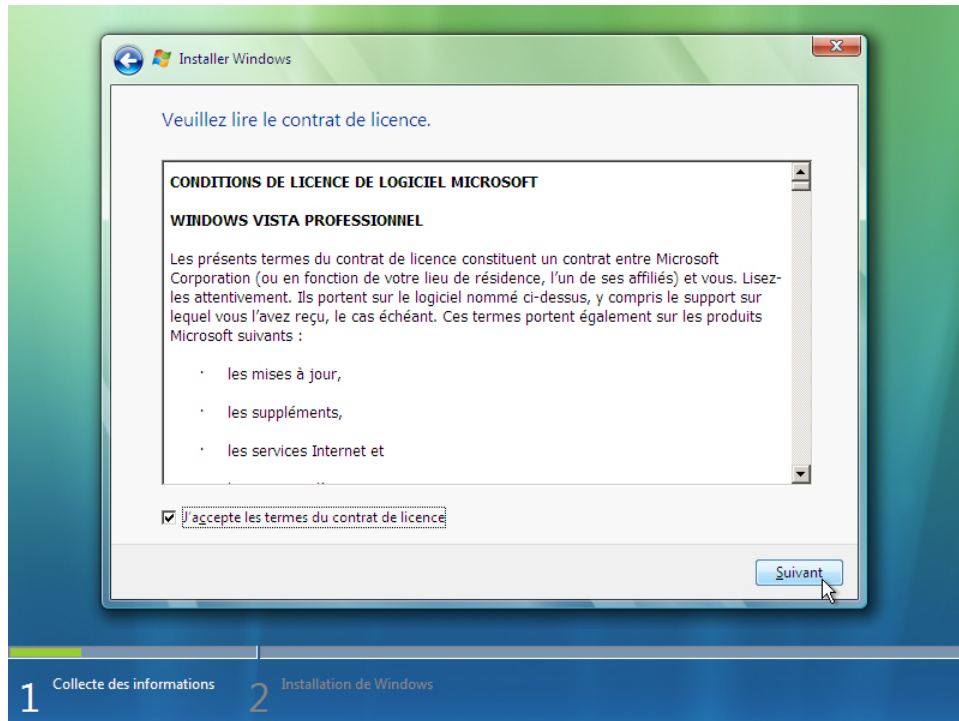 Installer Windows
Veuillez lire le contrat de licence.
CONDITIONS DE LICENCE DE LOGICIEL MICROSOFT
WINDOWS VISTA PROFESSIONNEL
Les présents termes du contrat de licence constituent un contrat entre Microsoft
Corporation (ou en fonction de votre lieu de résidence, l'un de ses affiliés) et vous. Lisez-
les attentivement. Ils portent sur le logiciel nommé ci-dessus, y compris le support sur
lequel vous l'avez reçu, le cas échéant. Ces termes portent également sur les produits
Microsoft suivants :
· les mises à jour,
· les suppléments,
· les services Internet et
J'accepte les termes du contrat de licence
Suivant
1 Collecte des informations
2 Installation de Windows